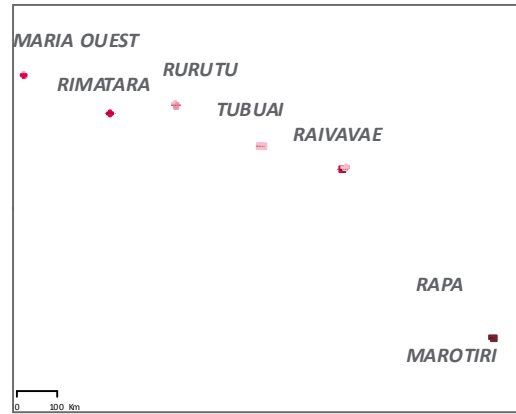 MARIA OUEST
RURUTU
RIMATARA
TUBUAI
RAIVAVAE
RAPA
MAROTIRI
0 100 Km